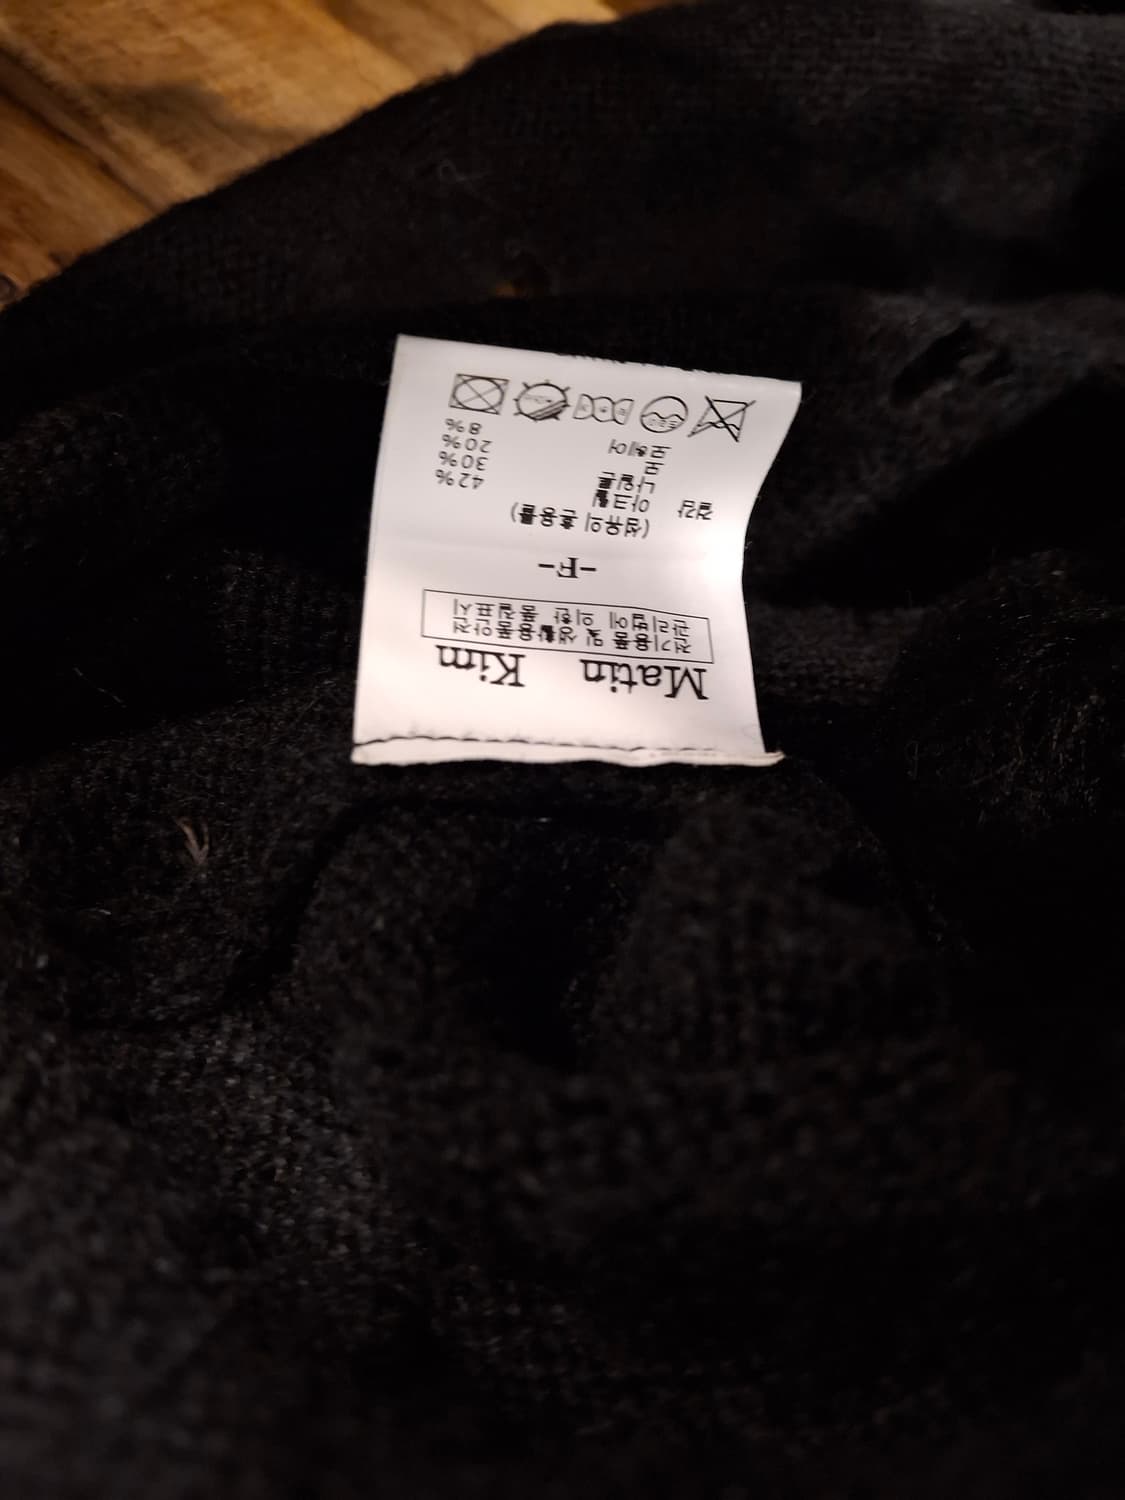 Matin Kim
전기용품 및 생활용품안전
관리법에 의한 품질표시
-F-
(섬유의 혼용률)
겉감 아크릴 42%
나일론 30%
모 20%
모헤어 8%